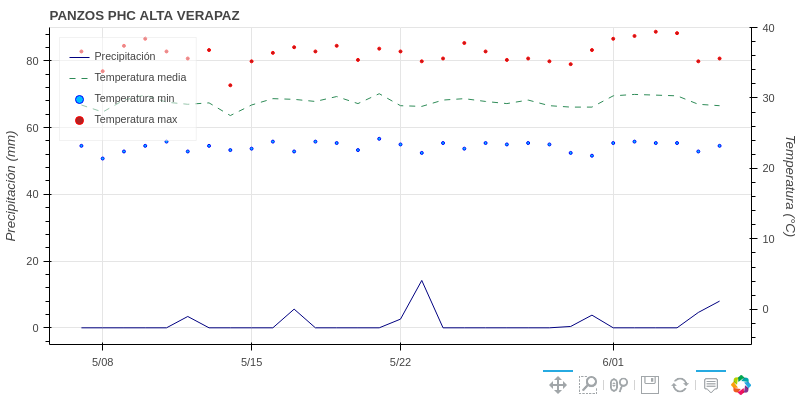 PANZOS PHC ALTA VERAPAZ
Precipitación
Temperatura media
Temperatura min
Temperatura max
Precipitación (mm)
80
60
40
20
0
Temperatura (°C)
40
30
20
10
0
5/08
5/15
5/22
6/01